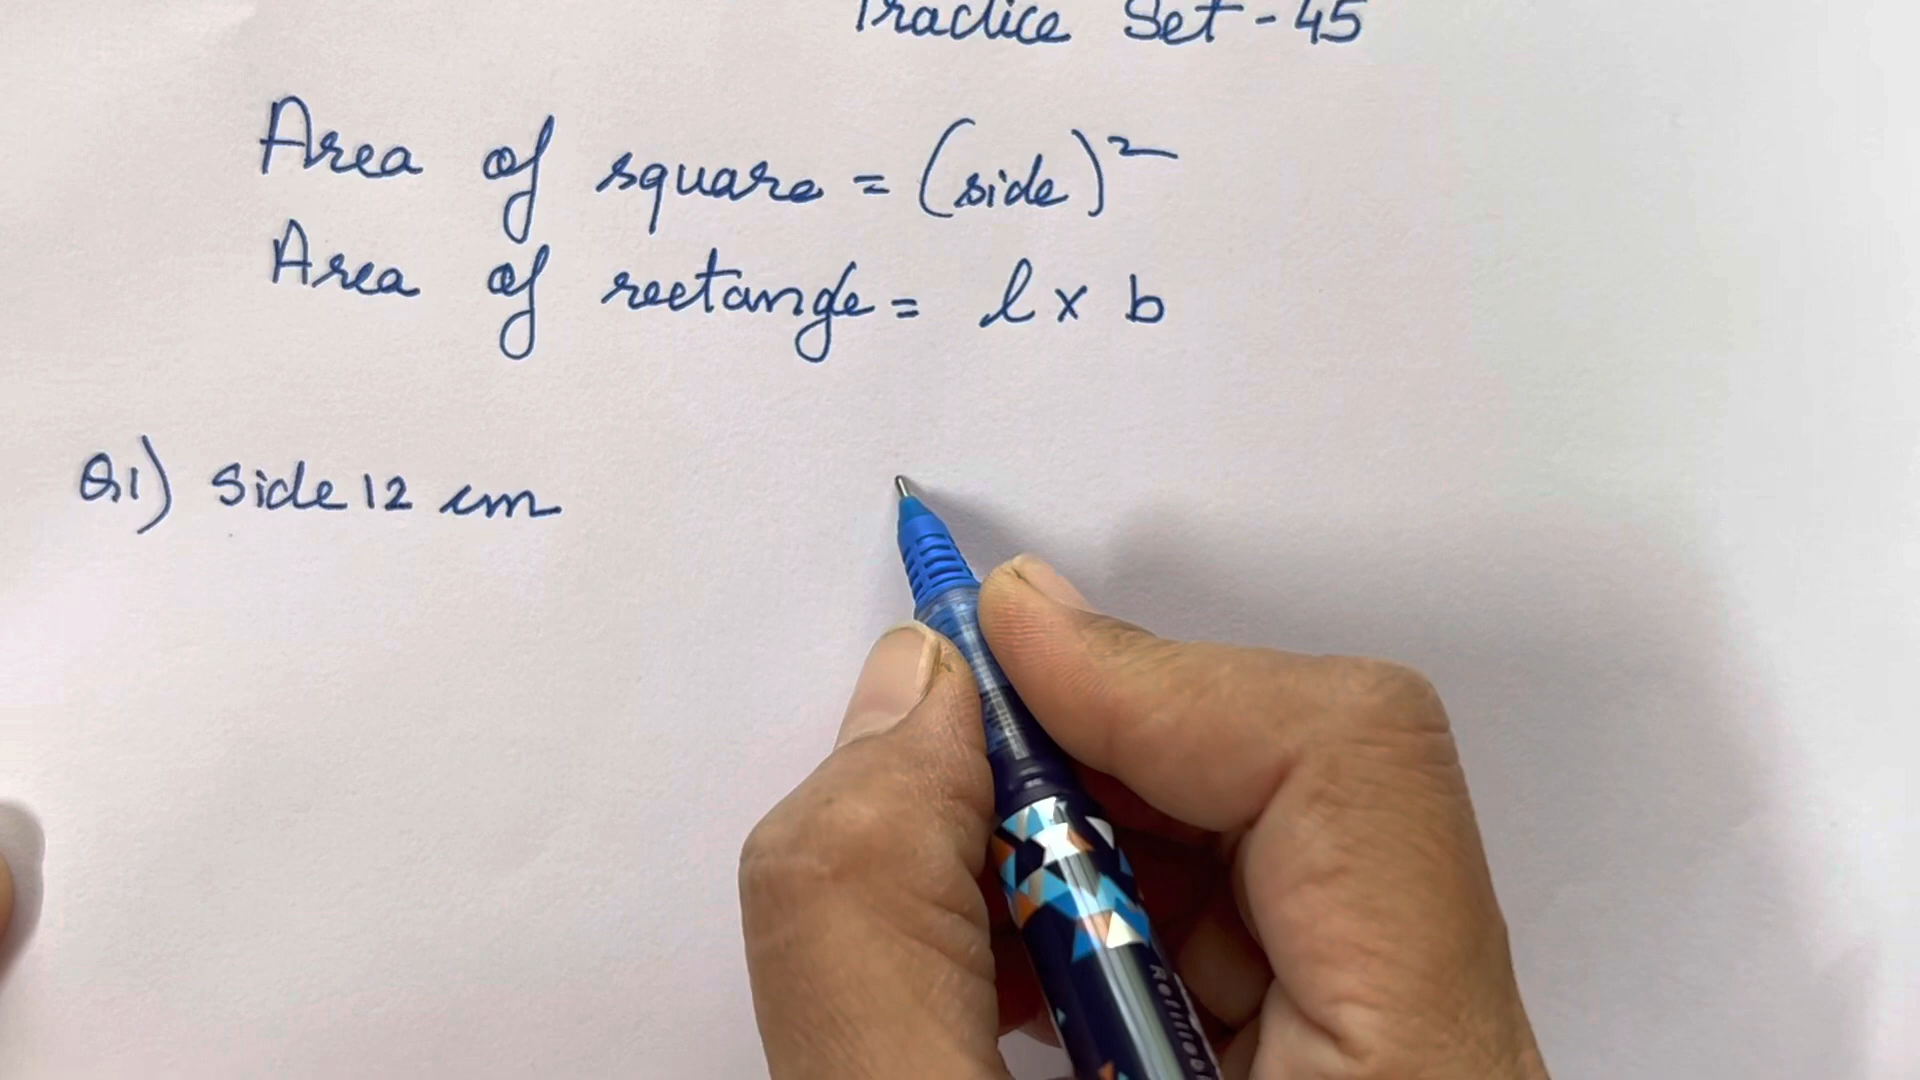 Practice Set - 45
Area of square = (side)²
Area of rectangle = l x b
Q1) Side 12 cm